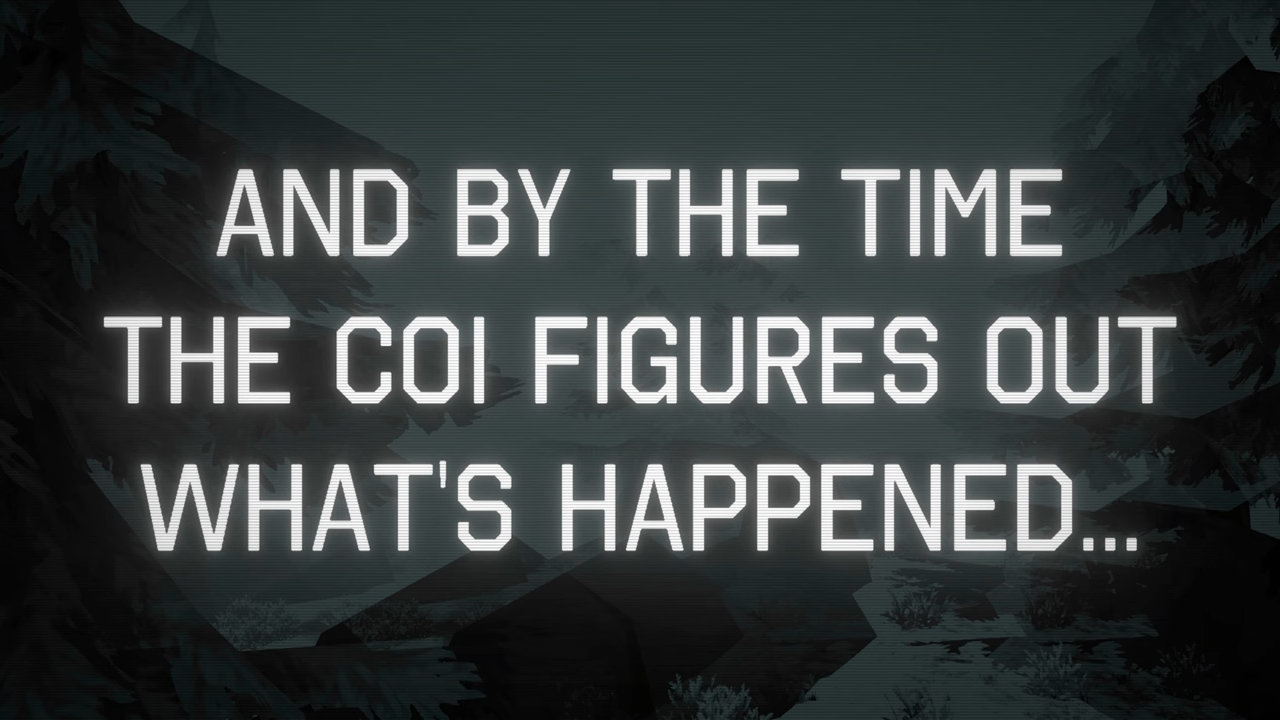 AND BY THE TIME
THE COI FIGURES OUT
WHAT'S HAPPENED...